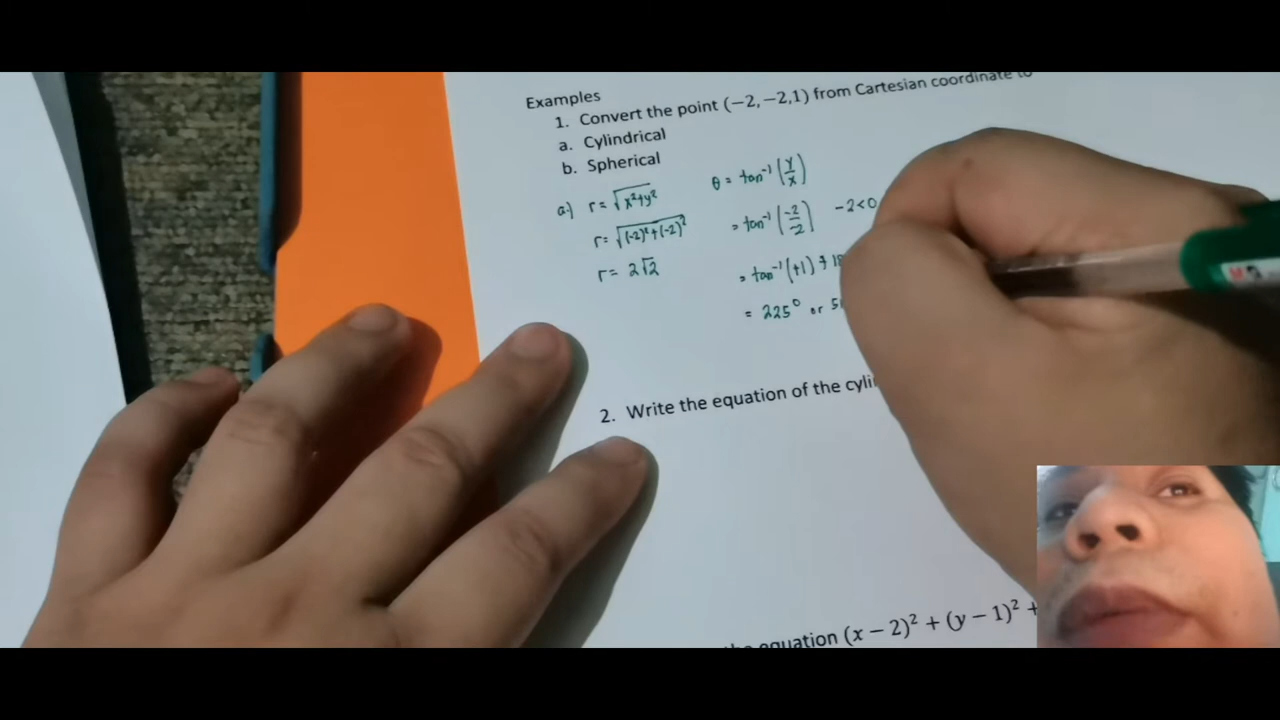 Examples
1. Convert the point (−2, −2,1) from Cartesian coordinate to
a. Cylindrical
b. Spherical
a) r = √x²+y²
r = √(-2)²+(-2)²
r = 2√2
θ = tan⁻¹ (y/x)
= tan⁻¹ (-2/-2) -2<0
= tan⁻¹ (+1) +
= 225° or
2. Write the equation of the
equation (x − 2)² + (y − 1)² +